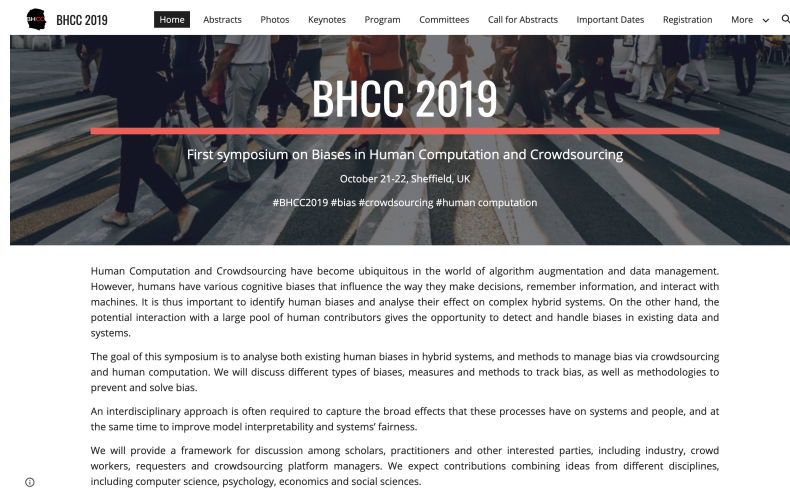 BHCC
BHCC 2019
Home
Abstracts
Photos
Keynotes
Program
Committees
Call for Abstracts
Important Dates
Registration
More
BHCC 2019
First symposium on Biases in Human Computation and Crowdsourcing
October 21-22, Sheffield, UK
#BHCC2019 #bias #crowdsourcing #human computation
Human Computation and Crowdsourcing have become ubiquitous in the world of algorithm augmentation and data management.
However, humans have various cognitive biases that influence the way they make decisions, remember information, and interact with
machines. It is thus important to identify human biases and analyse their effect on complex hybrid systems. On the other hand, the
potential interaction with a large pool of human contributors gives the opportunity to detect and handle biases in existing data and
systems.
The goal of this symposium is to analyse both existing human biases in hybrid systems, and methods to manage bias via crowdsourcing
and human computation. We will discuss different types of biases, measures and methods to track bias, as well as methodologies to
prevent and solve bias.
An interdisciplinary approach is often required to capture the broad effects that these processes have on systems and people, and at
the same time to improve model interpretability and systems' fairness.
We will provide a framework for discussion among scholars, practitioners and other interested parties, including industry, crowd
workers, requesters and crowdsourcing platform managers. We expect contributions combining ideas from different disciplines,
including computer science, psychology, economics and social sciences.